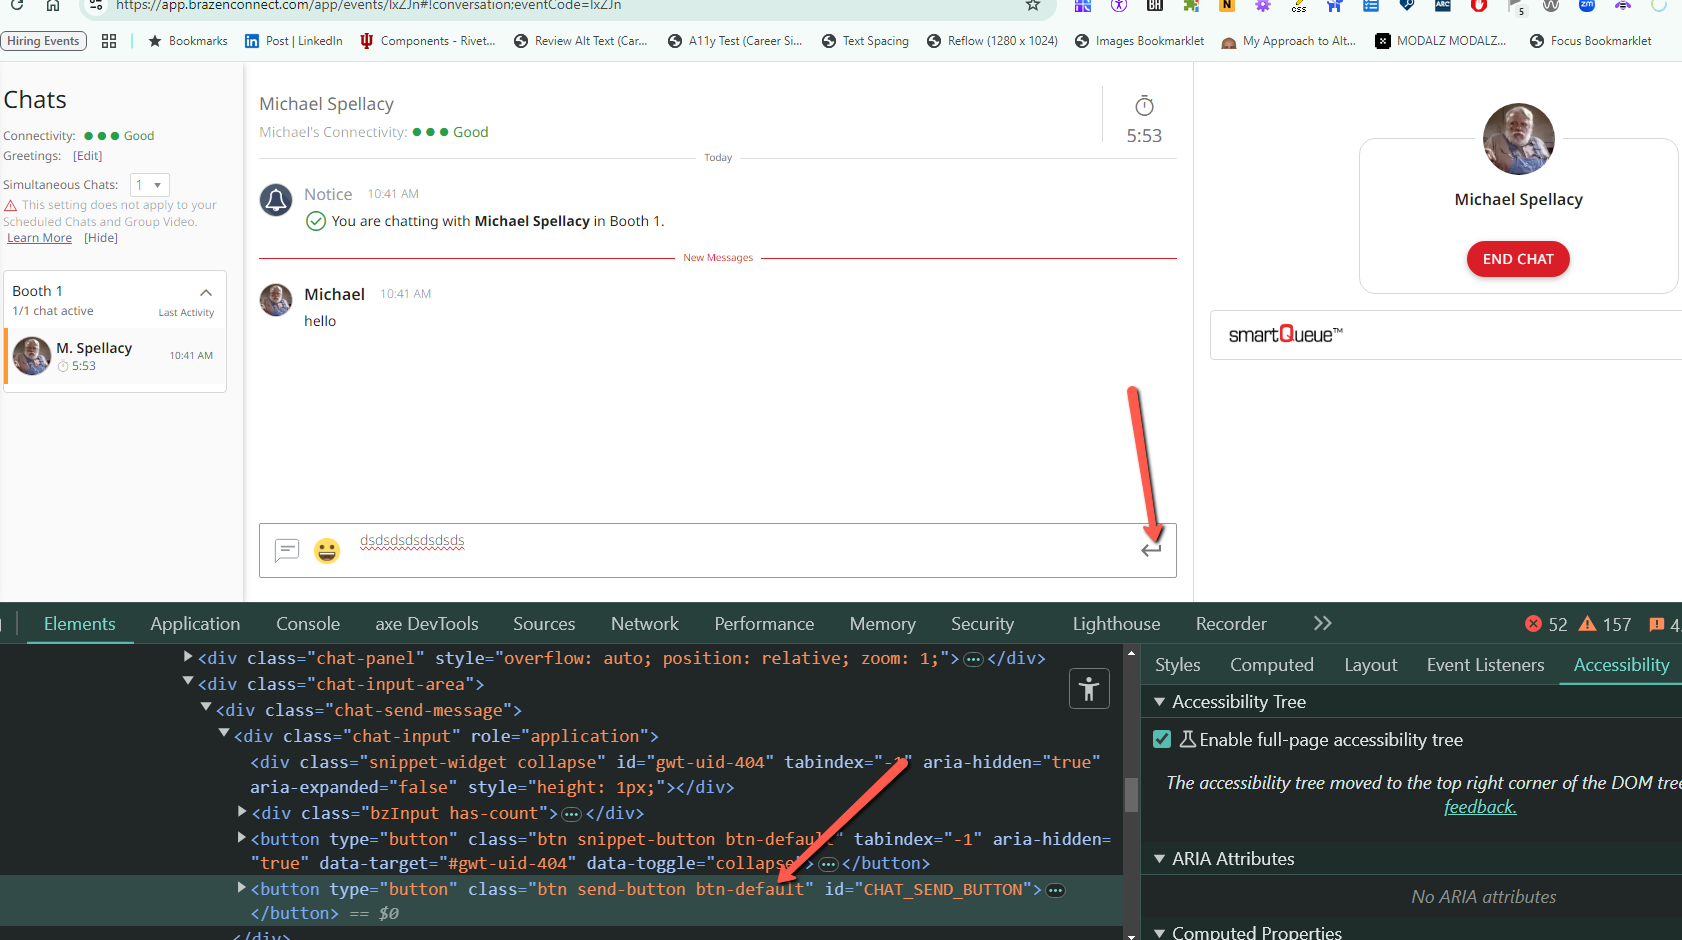 https://app.brazenconnect.com/app/events/IxZJn#!conversation;eventCode=IxZJn
Hiring Events
Bookmarks
Post | LinkedIn
Components - Rivet...
Review Alt Text (Car...
A11y Test (Career Si...
Text Spacing
Reflow (1280 x 1024)
Images Bookmarklet
My Approach to Alt...
MODALZ MODALZ...
Focus Bookmarklet
Chats
Connectivity: Good
Greetings: [Edit]
Simultaneous Chats: 1
This setting does not apply to your
Scheduled Chats and Group Video.
Learn More [Hide]
Booth 1
1/1 chat active
Last Activity
M. Spellacy
5:53
10:41 AM
Michael Spellacy
Michael's Connectivity: Good
5:53
Today
Notice 10:41 AM
You are chatting with Michael Spellacy in Booth 1.
New Messages
Michael 10:41 AM
hello
dsdsdsdsdsdsds
Michael Spellacy
END CHAT
smartQueue™
Elements Application Console axe DevTools Sources Network Performance Memory Security Lighthouse Recorder
52 157 4
<div class="chat-panel" style="overflow: auto; position: relative; zoom: 1;">…</div>
<div class="chat-input-area">
<div class="chat-send-message">
<div class="chat-input" role="application">
<div class="snippet-widget collapse" id="gwt-uid-404" tabindex="-1" aria-hidden="true"
aria-expanded="false" style="height: 1px;"></div>
<div class="bzInput has-count">…</div>
<button type="button" class="btn snippet-button btn-default" tabindex="-1" aria-hidden=
"true" data-target="#gwt-uid-404" data-toggle="collapse">…</button>
<button type="button" class="btn send-button btn-default" id="CHAT_SEND_BUTTON">…
</button> == $0
</div>
Styles Computed Layout Event Listeners Accessibility
Accessibility Tree
Enable full-page accessibility tree
The accessibility tree moved to the top right corner of the DOM tree
feedback.
ARIA Attributes
No ARIA attributes
Computed Properties